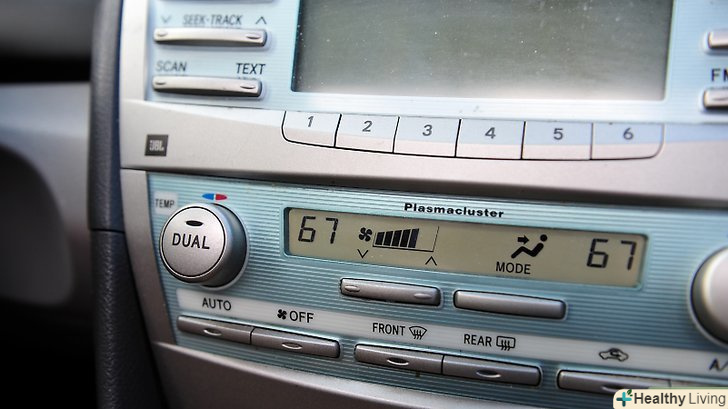 SEEK·TRACK
SCAN TEXT
FM
1 2 3 4 5 6
JBL
Plasmacluster
TEMP
DUAL
67 67
MODE
AUTO
OFF
FRONT
REAR
A/
Healthy Living